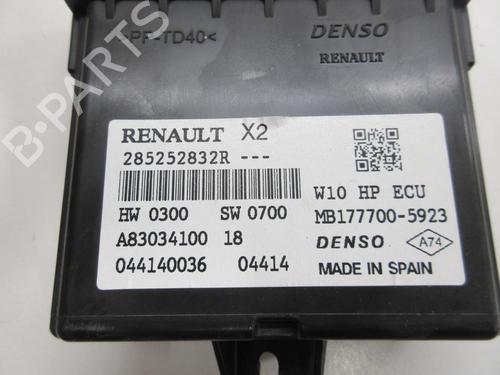 >PF-TD40<
DENSO
RENAULT
RENAULT X2
285252832R ---
W10 HP ECU
HW 0300 SW 0700
MB177700-5923
A83034100 18
DENSO A74
044140036 04414
MADE IN SPAIN
B-PARTS